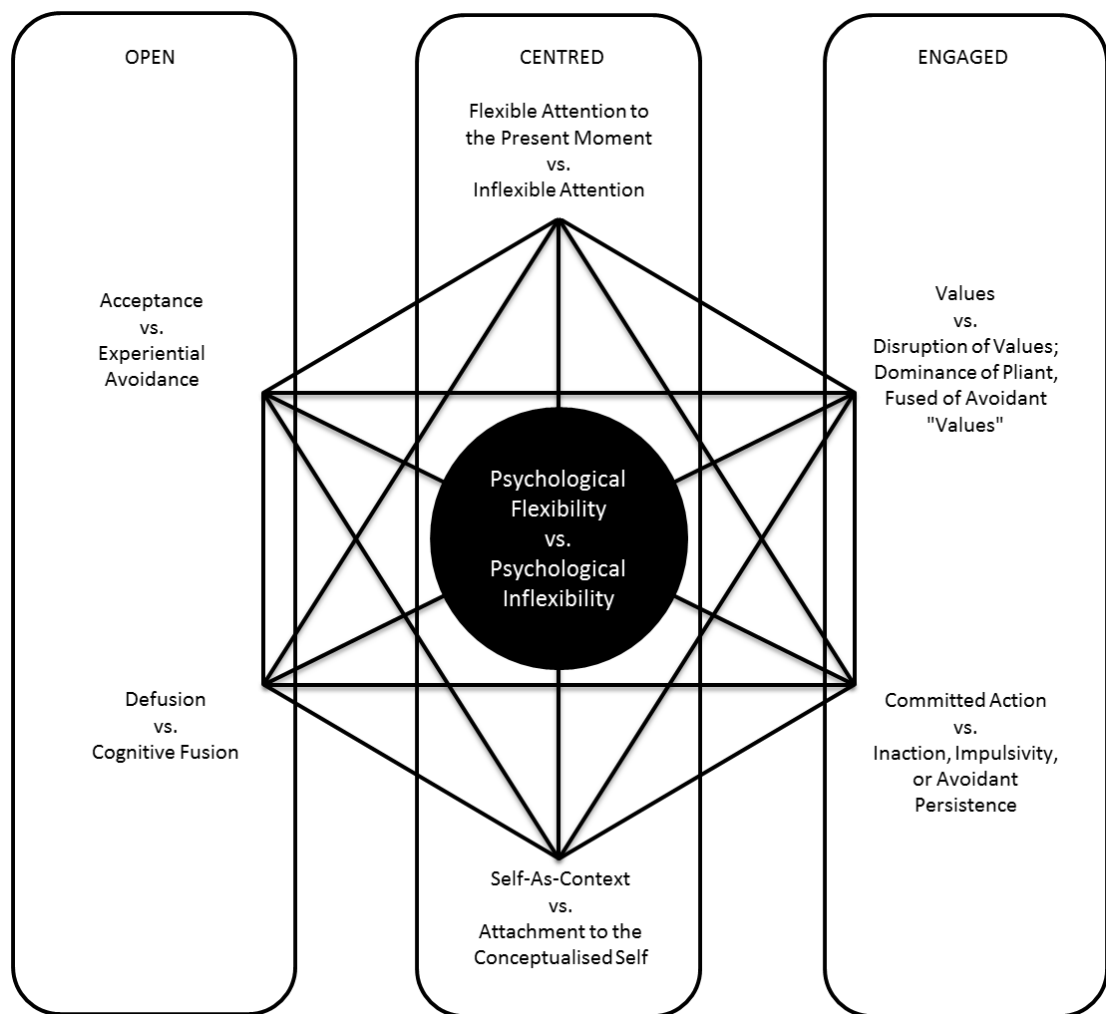 OPEN
CENTRED
ENGAGED
Flexible Attention to
the Present Moment
vs.
Inflexible Attention
Acceptance
vs.
Experiential
Avoidance
Values
vs.
Disruption of Values;
Dominance of Pliant,
Fused of Avoidant
"Values"
Psychological
Flexibility
vs.
Psychological
Inflexibility
Defusion
vs.
Cognitive Fusion
Committed Action
vs.
Inaction, Impulsivity,
or Avoidant
Persistence
Self-As-Context
vs.
Attachment to the
Conceptualised Self